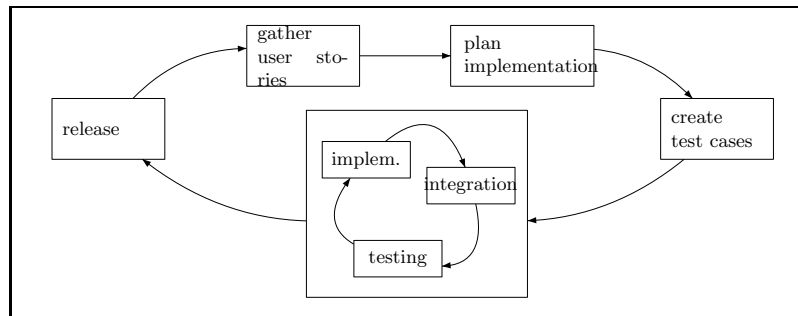 gather
user sto-
ries
plan
implementation
release
create
test cases
implem.
integration
testing